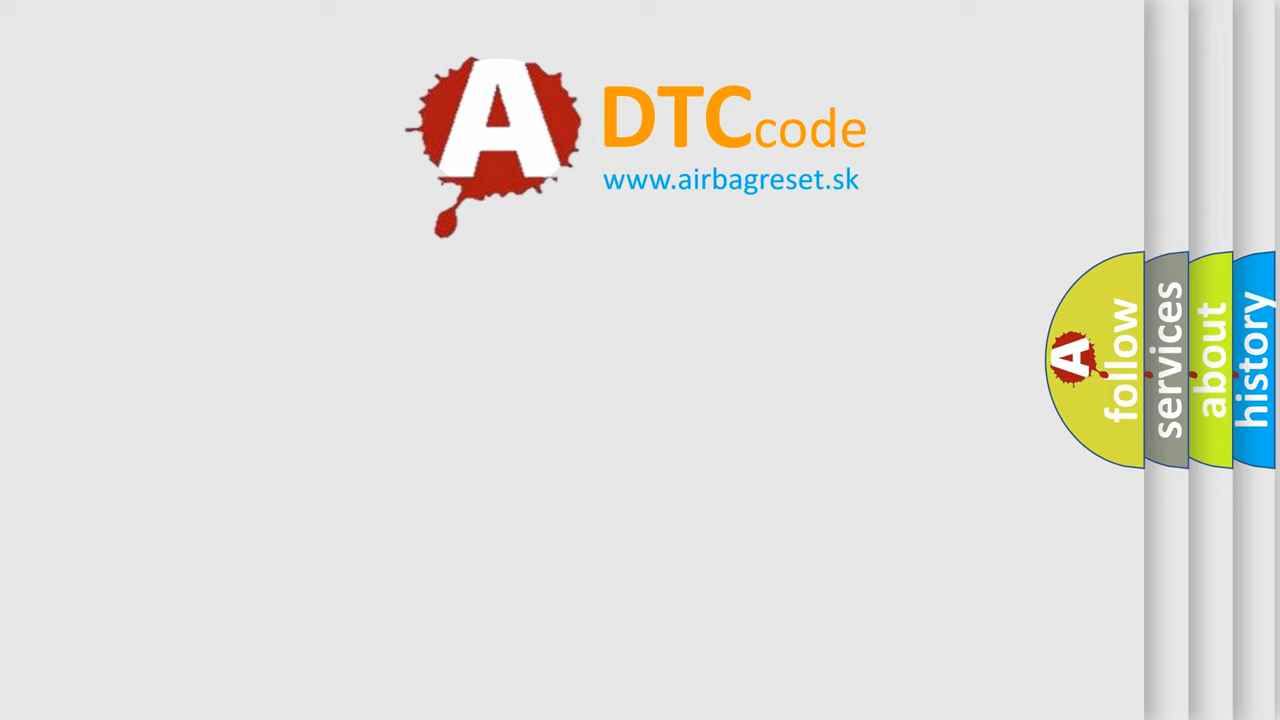 A
DTCcode
www.airbagreset.sk
A
follow
services
about
history